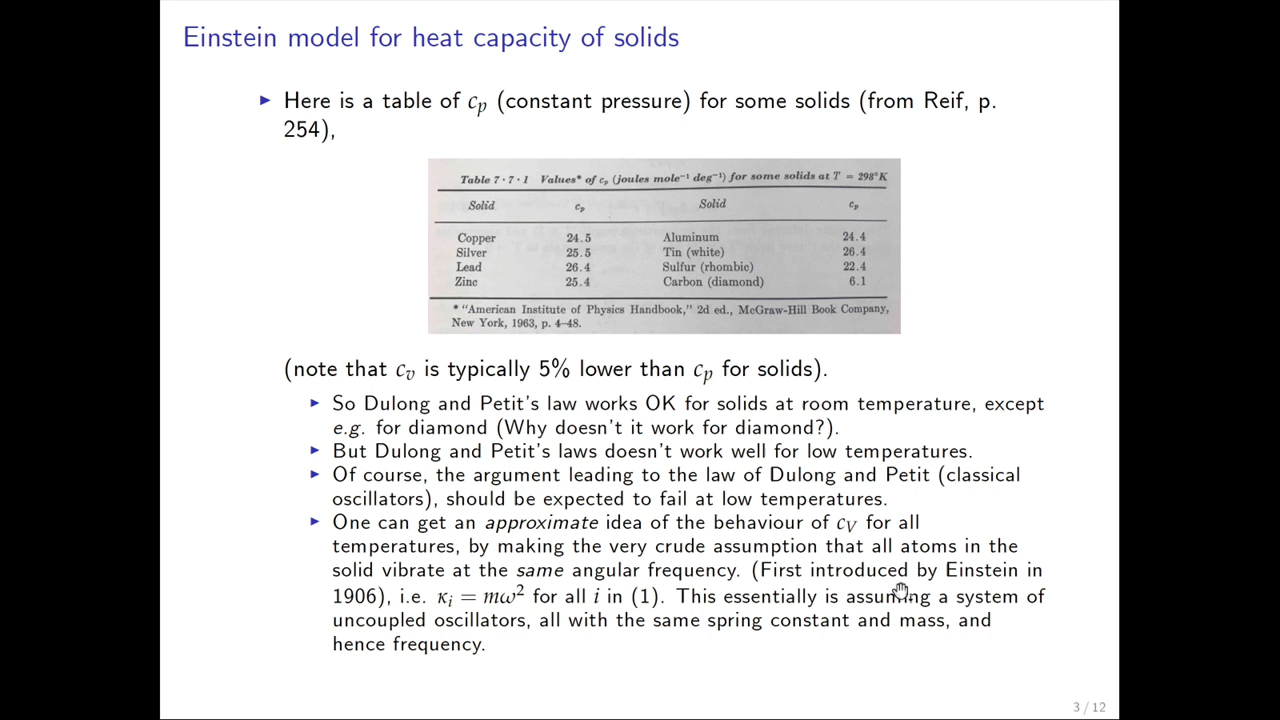 Einstein model for heat capacity of solids
▶ Here is a table of cₚ (constant pressure) for some solids (from Reif, p.
254),
Table 7·7·1 Values* of cₚ (joules mole⁻¹ deg⁻¹) for some solids at T = 298°K
Solid cₚ Solid cₚ
Copper 24.5 Aluminum 24.4
Silver 25.5 Tin (white) 26.4
Lead 26.4 Sulfur (rhombic) 22.4
Zinc 25.4 Carbon (diamond) 6.1
* “American Institute of Physics Handbook,” 2d ed., McGraw-Hill Book Company,
New York, 1963, p. 4–48.
(note that cᵥ is typically 5% lower than cₚ for solids).
▶ So Dulong and Petit's law works OK for solids at room temperature, except
e.g. for diamond (Why doesn't it work for diamond?).
▶ But Dulong and Petit's laws doesn't work well for low temperatures.
▶ Of course, the argument leading to the law of Dulong and Petit (classical
oscillators), should be expected to fail at low temperatures.
▶ One can get an approximate idea of the behaviour of c_V for all
temperatures, by making the very crude assumption that all atoms in the
solid vibrate at the same angular frequency. (First introduced by Einstein in
1906), i.e. κᵢ = mω² for all i in (1). This essentially is assuming a system of
uncoupled oscillators, all with the same spring constant and mass, and
hence frequency.
3 / 12